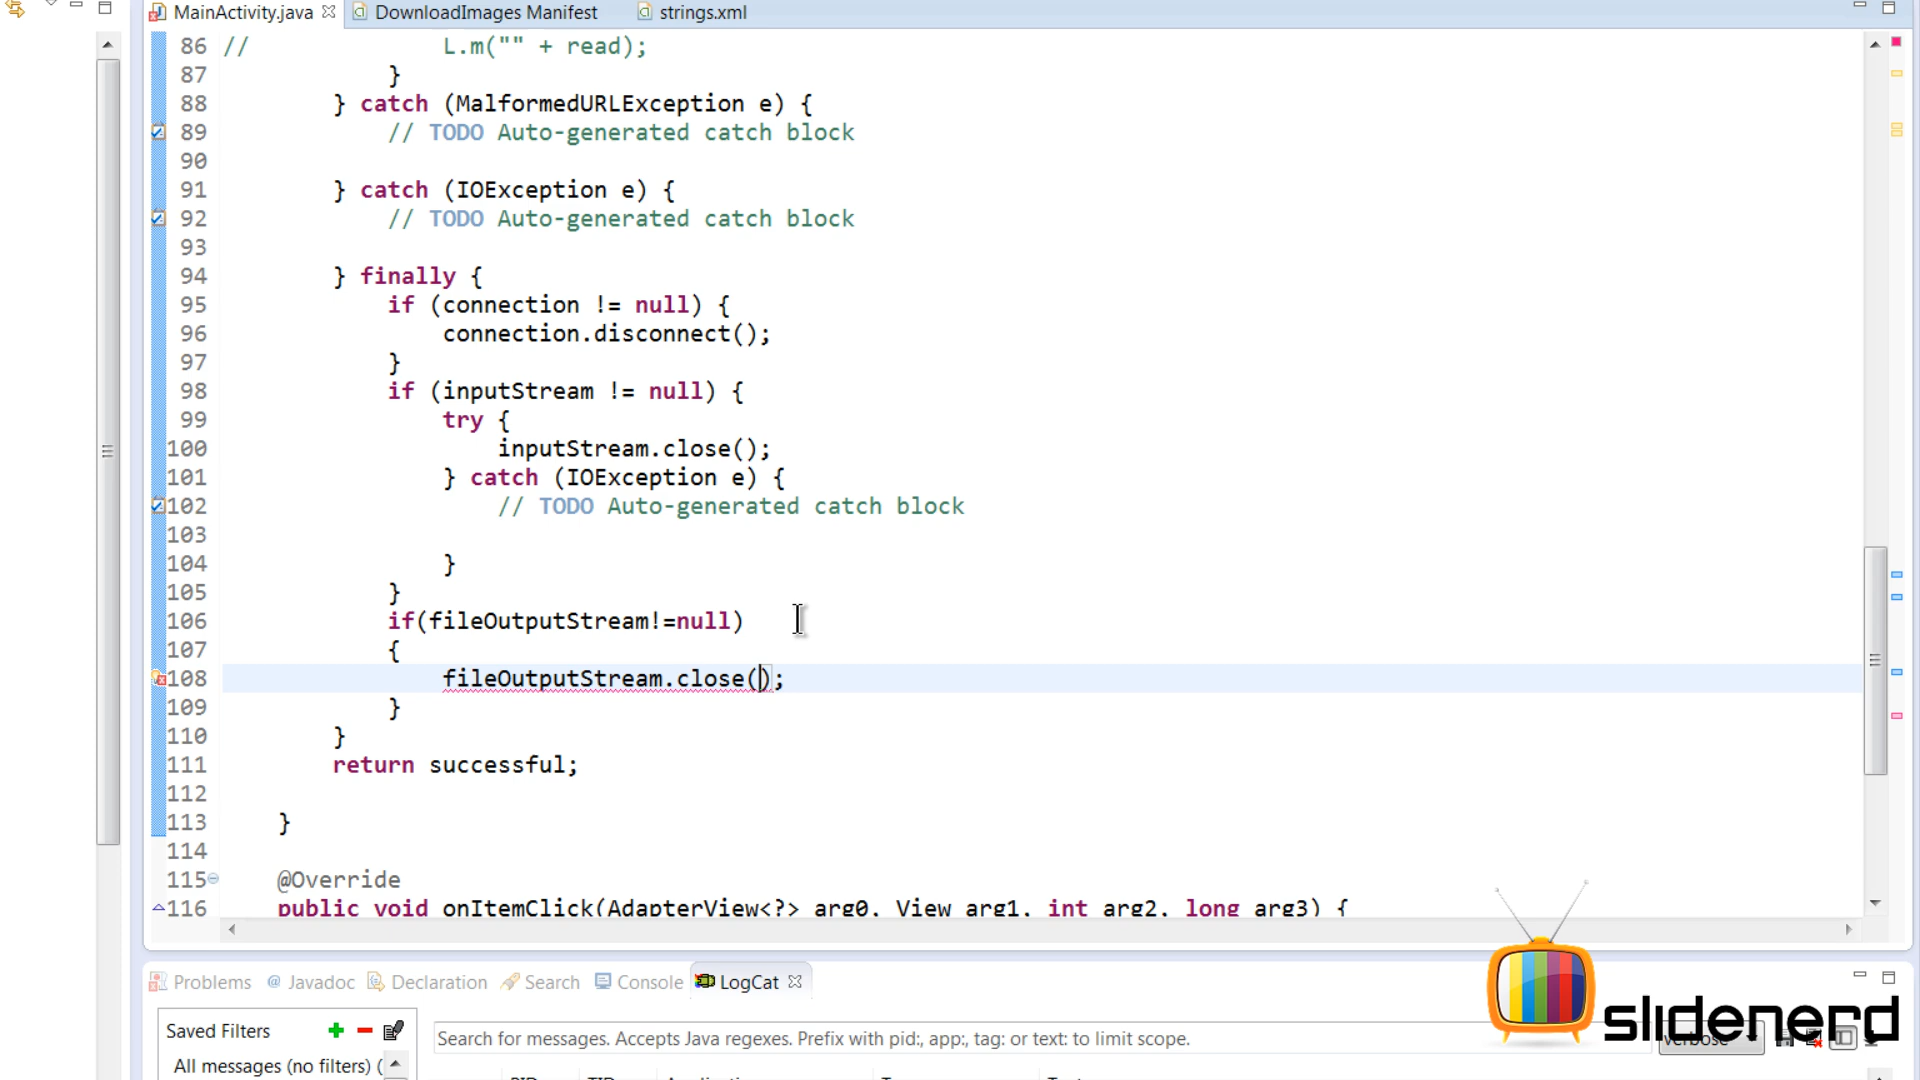 MainActivity.java DownloadImages Manifest strings.xml
86 // L.m("" + read);
87 }
88 } catch (MalformedURLException e) {
89 // TODO Auto-generated catch block
90
91 } catch (IOException e) {
92 // TODO Auto-generated catch block
93
94 } finally {
95 if (connection != null) {
96 connection.disconnect();
97 }
98 if (inputStream != null) {
99 try {
100 inputStream.close();
101 } catch (IOException e) {
102 // TODO Auto-generated catch block
103
104 }
105 }
106 if(fileOutputStream!=null)
107 {
108 fileOutputStream.close();
109 }
110 }
111 return successful;
112
113 }
114
115 @Override
116 public void onItemClick(AdapterView<?> arg0, View arg1, int arg2, long arg3) {
Problems @ Javadoc Declaration Search Console LogCat
Saved Filters
Search for messages. Accepts Java regexes. Prefix with pid:, app:, tag: or text: to limit scope.
verbose
All messages (no filters) (
slidenerd